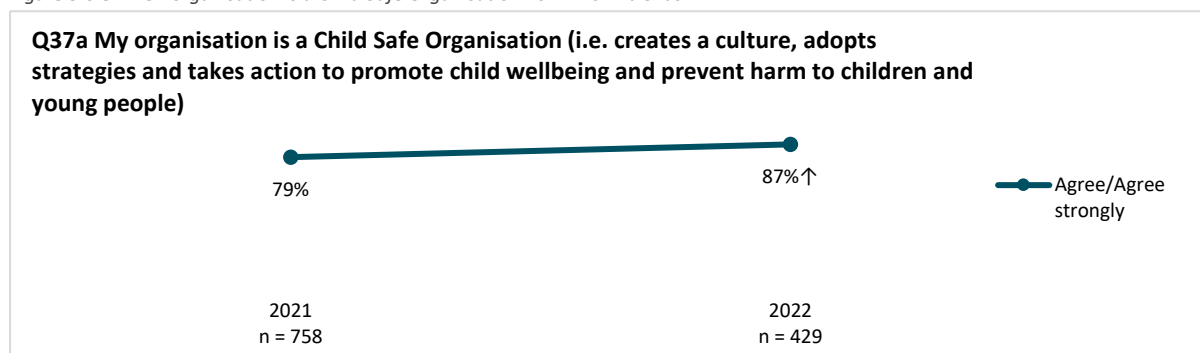 Q37a My organisation is a Child Safe Organisation (i.e. creates a culture, adopts
strategies and takes action to promote child wellbeing and prevent harm to children and
young people)
79%
87%↑
Agree/Agree
strongly
2021
2022
n = 758
n = 429